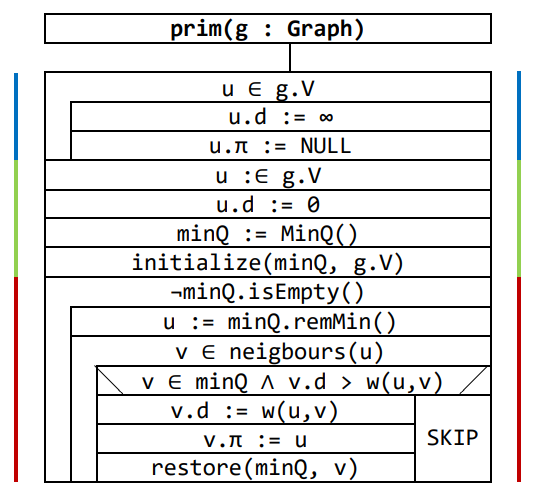 prim(g : Graph)
u ∈ g.V
u.d := ∞
u.π := NULL
u :∈ g.V
u.d := 0
minQ := MinQ()
initialize(minQ, g.V)
¬minQ.isEmpty()
u := minQ.remMin()
v ∈ neigbours(u)
v ∈ minQ ∧ v.d > w(u,v)
v.d := w(u,v)
v.π := u
SKIP
restore(minQ, v)